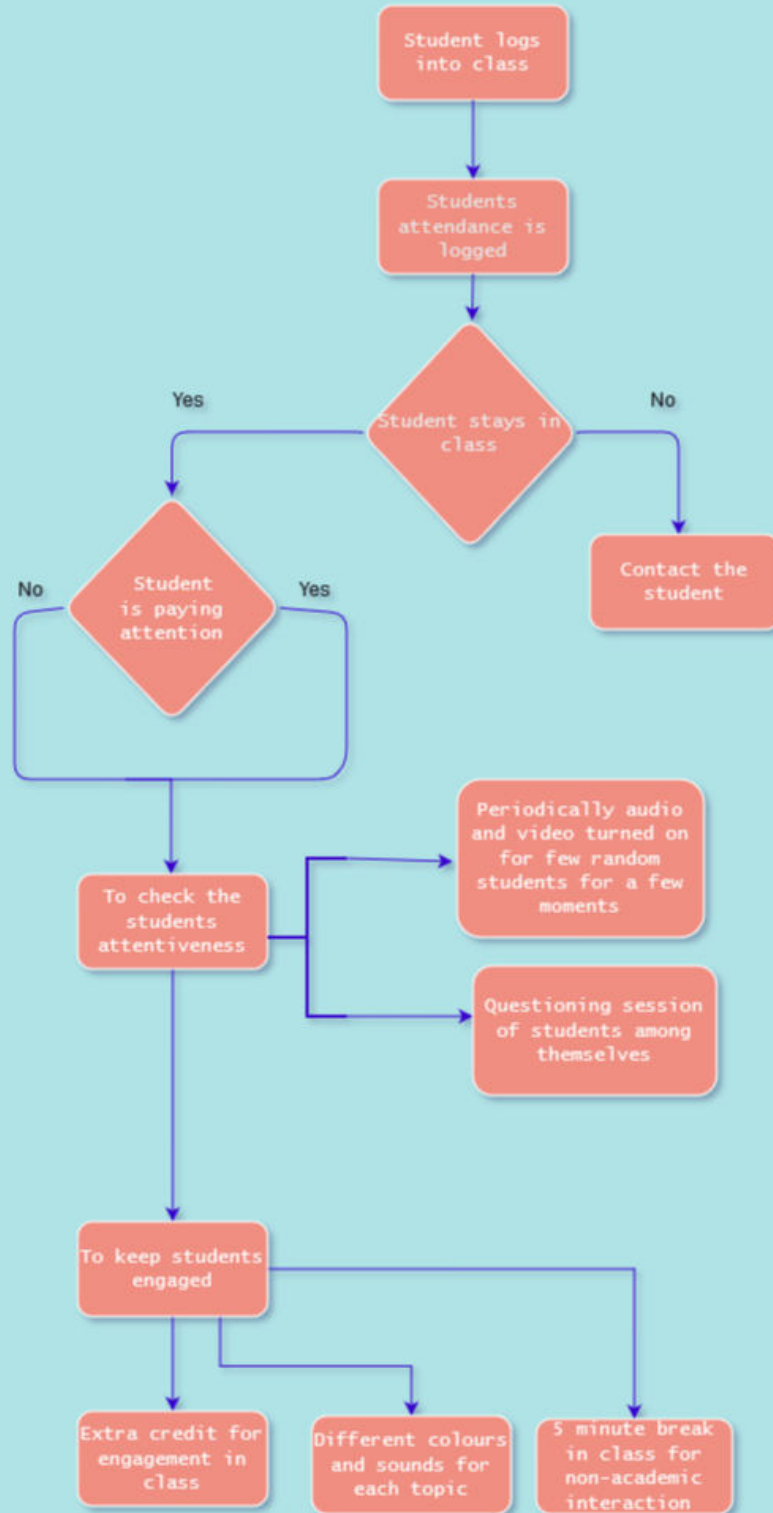 Student logs
into class
Students
attendance is
logged
Yes
No
Student stays in
class
Contact the
student
No
Yes
Student
is paying
attention
Periodically audio
and video turned on
for few random
students for a few
moments
To check the
students
attentiveness
Questioning session
of students among
themselves
To keep students
engaged
Extra credit for
engagement in
class
Different colours
and sounds for
each topic
5 minute break
in class for
non-academic
interaction